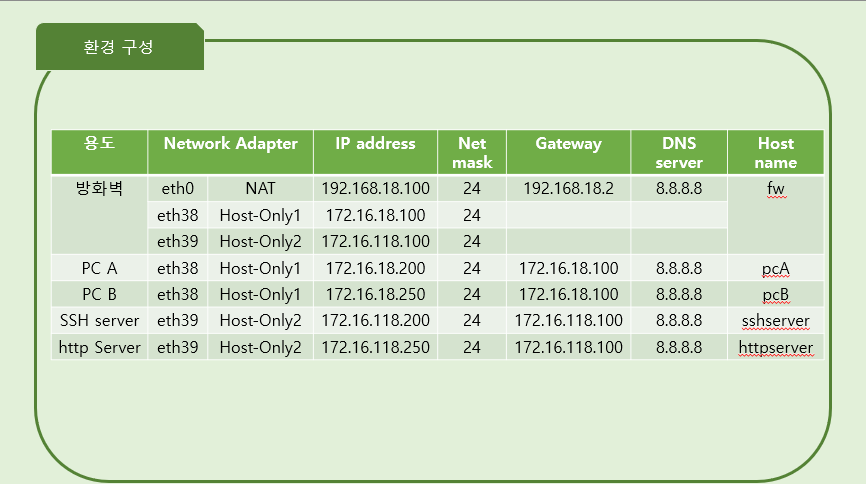 환경 구성
용도 Network Adapter IP address Net mask Gateway DNS server Host name
방화벽 eth0 NAT 192.168.18.100 24 192.168.18.2 8.8.8.8 fw
eth38 Host-Only1 172.16.18.100 24
eth39 Host-Only2 172.16.118.100 24
PC A eth38 Host-Only1 172.16.18.200 24 172.16.18.100 8.8.8.8 pcA
PC B eth38 Host-Only1 172.16.18.250 24 172.16.18.100 8.8.8.8 pcB
SSH server eth39 Host-Only2 172.16.118.200 24 172.16.118.100 8.8.8.8 sshserver
http Server eth39 Host-Only2 172.16.118.250 24 172.16.118.100 8.8.8.8 httpserver